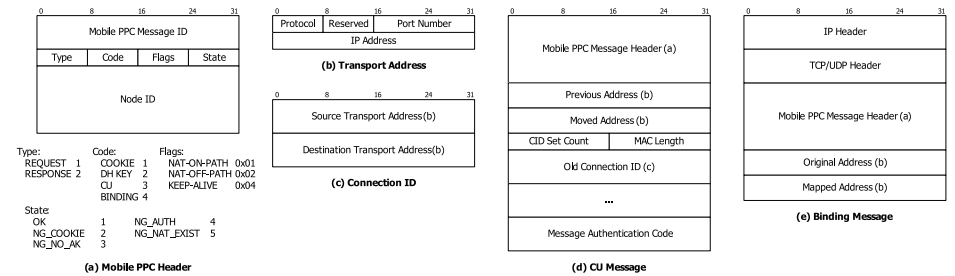 0 8 16 24 31
Mobile PPC Message ID
Type Code Flags State
Node ID
Type: Code: Flags:
REQUEST 1 COOKIE 1 NAT-ON-PATH 0x01
RESPONSE 2 DH KEY 2 NAT-OFF-PATH 0x02
CU 3 KEEP-ALIVE 0x04
BINDING 4
State:
OK 1 NG_AUTH 4
NG_COOKIE 2 NG_NAT_EXIST 5
NG_NO_AK 3
(a) Mobile PPC Header
0 8 16 24 31
Protocol Reserved Port Number
IP Address
(b) Transport Address
0 8 16 24 31
Source Transport Address(b)
Destination Transport Address(b)
(c) Connection ID
0 8 16 24 31
Mobile PPC Message Header (a)
Previous Address (b)
Moved Address (b)
CID Set Count MAC Length
Old Connection ID (c)
...
Message Authentication Code
(d) CU Message
0 8 16 24 31
IP Header
TCP/UDP Header
Mobile PPC Message Header(a)
Original Address (b)
Mapped Address (b)
(e) Binding Message